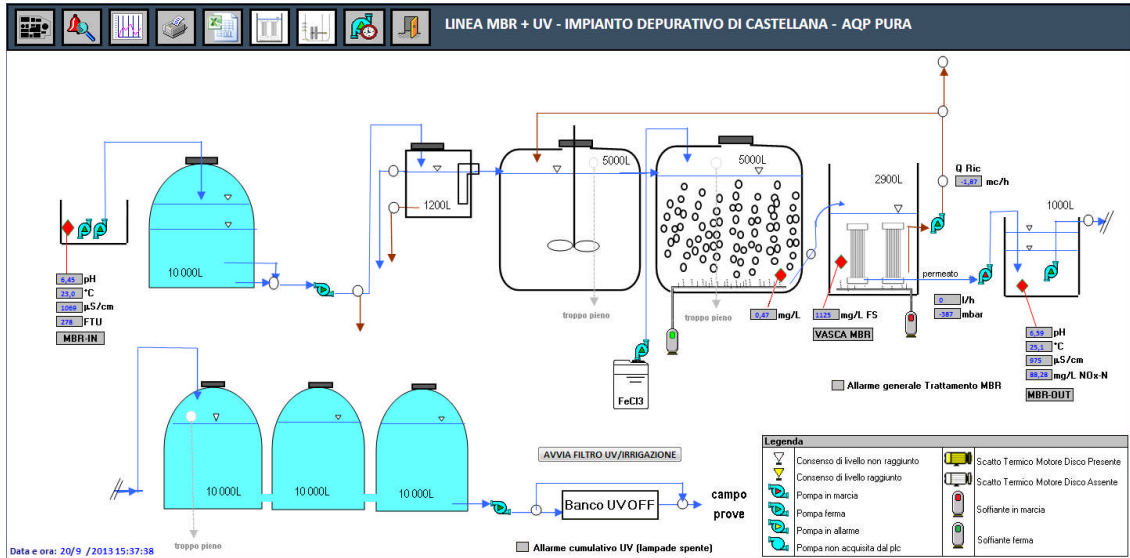 LINEA MBR + UV - IMPIANTO DEPURATIVO DI CASTELLANA - AQP PURA
5000L
5000L
2900L
Q Ric
-1,87 mc/h
1200L
1000L
10 000L
permeato
6,45 pH
23,0 °C
1069 µS/cm
278 FTU
MBR-IN
troppo pieno
troppo pieno
0,47 mg/L
1125 mg/L FS
VASCA MBR
0 l/h
-387 mbar
6,59 pH
25,1 °C
975 µS/cm
88,28 mg/L NOx-N
MBR-OUT
FeCl3
Allarme generale Trattamento MBR
10 000L
10 000L
10 000L
troppo pieno
AVVIA FILTRO UV/IRRIGAZIONE
Banco UV OFF
campo
prove
Allarme cumulativo UV (lampade spente)
Legenda
Consenso di livello non raggiunto
Consenso di livello raggiunto
Pompa in marcia
Pompa ferma
Pompa in allarme
Pompa non acquisita dal plc
Scatto Termico Motore Disco Presente
Scatto Termico Motore Disco Assente
Soffiante in marcia
Soffiante ferma
Data e ora: 20/9 /2013 15:37:38